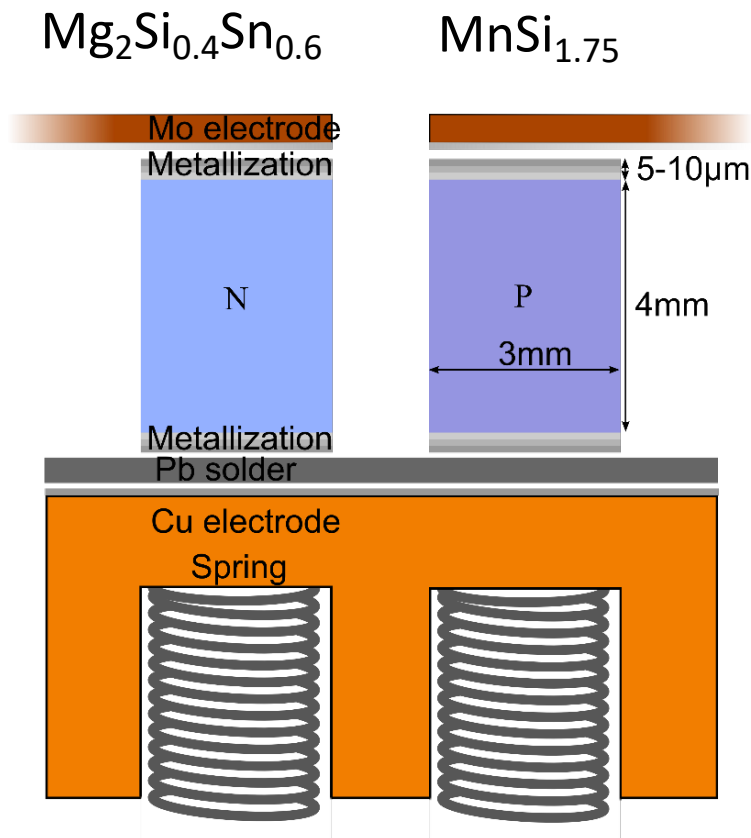 Mg₂Si₀.₄Sn₀.₆
MnSi₁.₇₅
Mo electrode
Metallization
5-10µm
N
P
4mm
3mm
Metallization
Pb solder
Cu electrode
Spring